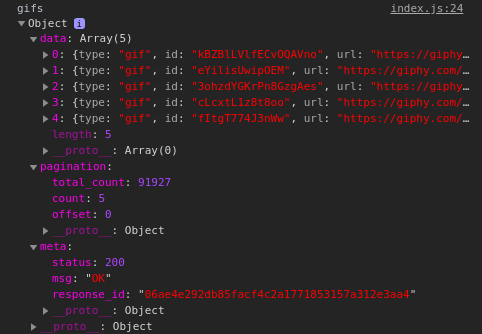 gifs index.js:24
Object i
data: Array(5)
0: {type: "gif", id: "kBZBlLVlfECvOQAVno", url: "https://giphy…
1: {type: "gif", id: "eYilisUwipOEM", url: "https://giphy.com/…
2: {type: "gif", id: "3ohzdYGKrPn8GzgAes", url: "https://giphy…
3: {type: "gif", id: "cLcxtL1z8t8oo", url: "https://giphy.com/…
4: {type: "gif", id: "fItgT774J3nWw", url: "https://giphy.com/…
length: 5
__proto__: Array(0)
pagination:
total_count: 91927
count: 5
offset: 0
__proto__: Object
meta:
status: 200
msg: "OK"
response_id: "06ae4e292db85facf4c2a1771853157a312e3aa4"
__proto__: Object
__proto__: Object